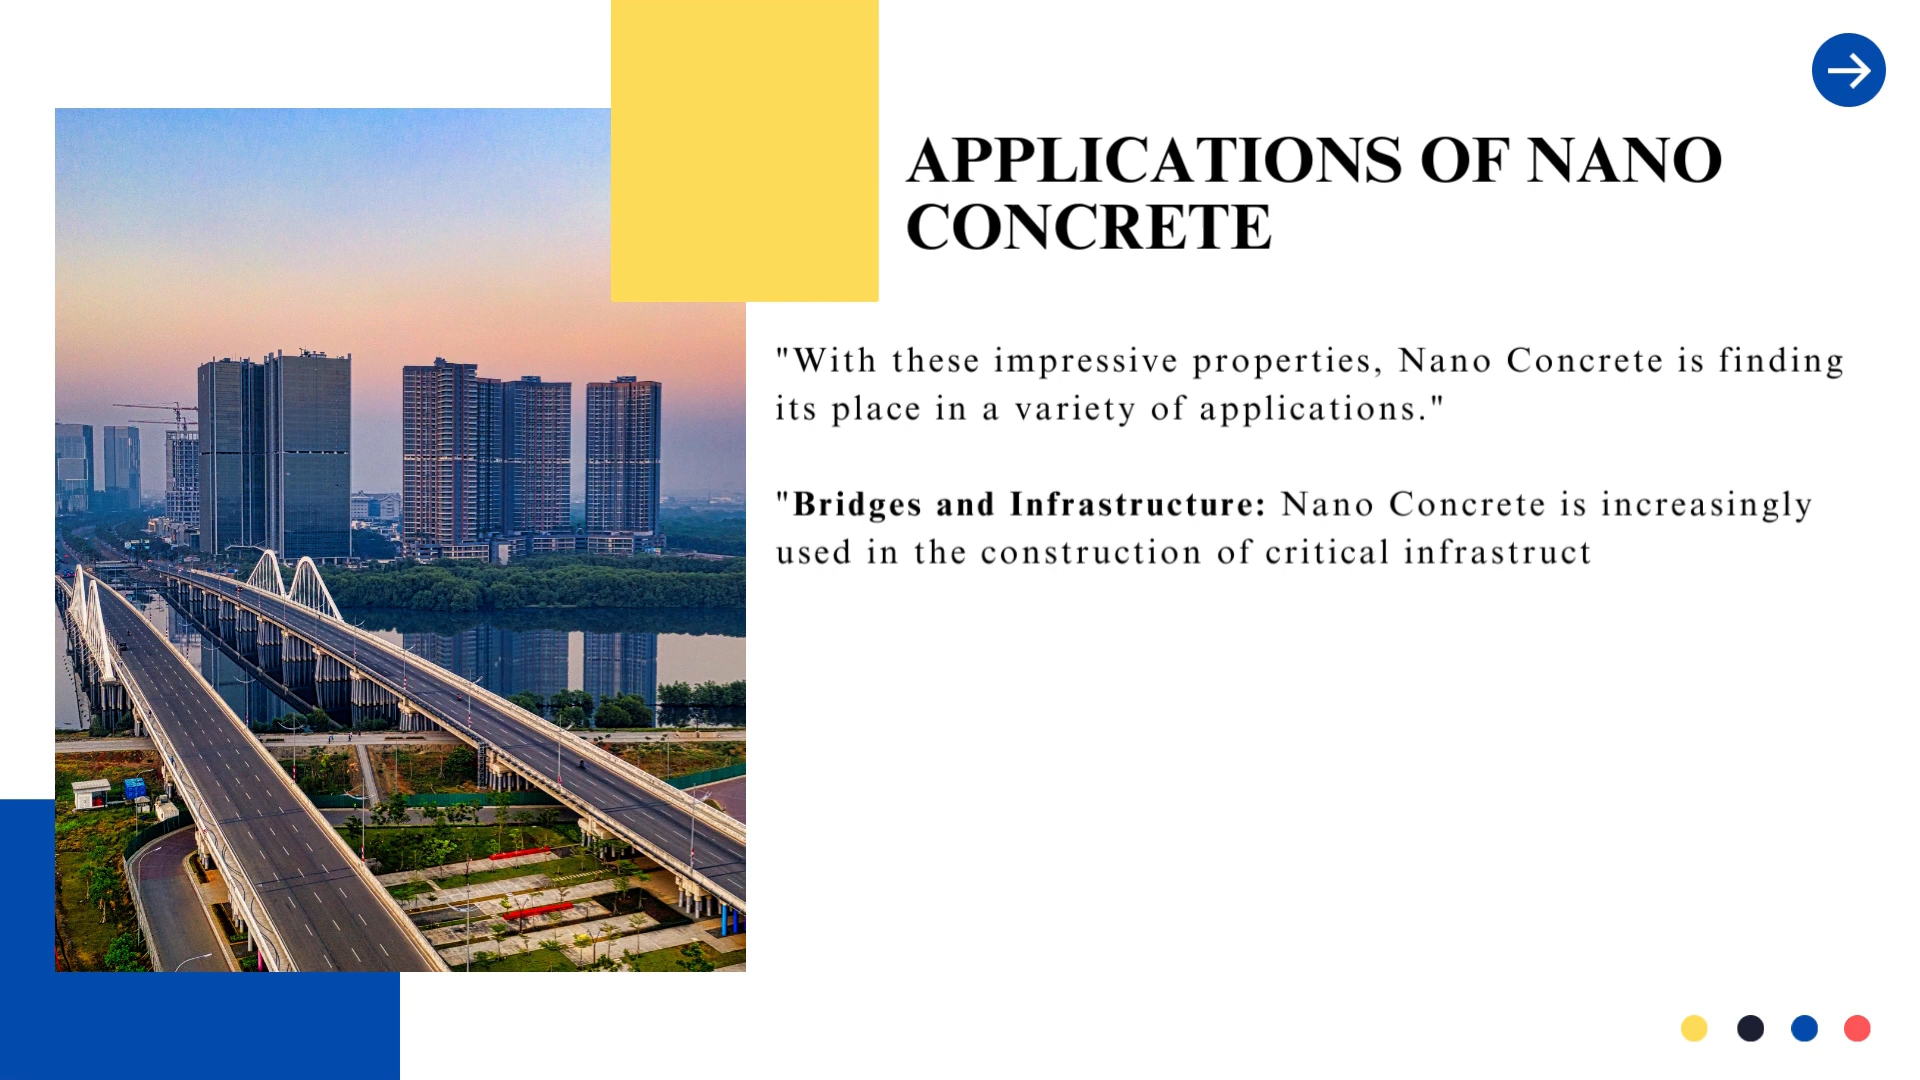 APPLICATIONS OF NANO
CONCRETE
"With these impressive properties, Nano Concrete is finding
its place in a variety of applications."
"Bridges and Infrastructure: Nano Concrete is increasingly
used in the construction of critical infrastruct